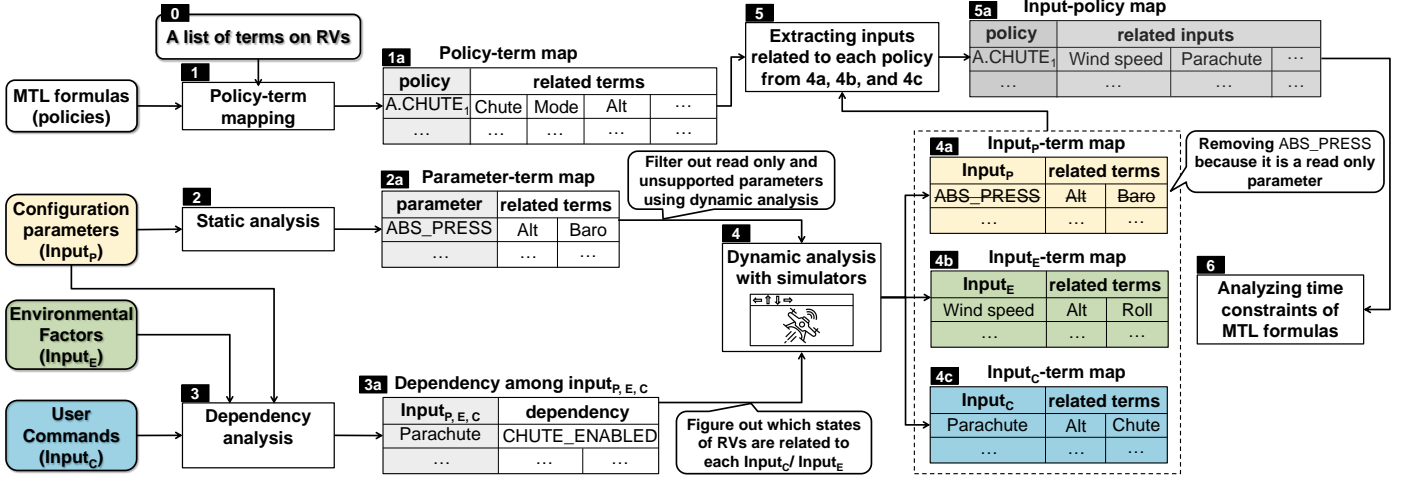 0
A list of terms on RVs
MTL formulas
(policies)
1
Policy-term
mapping
1a
Policy-term map
policy
related terms
A.CHUTE1 Chute Mode Alt …
… … … … …
5
Extracting inputs
related to each policy
from 4a, 4b, and 4c
5a
Input-policy map
policy
related inputs
A.CHUTE1 Wind speed Parachute …
… … … …
Configuration
parameters
(InputP)
2
Static analysis
2a
Parameter-term map
parameter
related terms
ABS_PRESS Alt Baro
… … …
Filter out read only and
unsupported parameters
using dynamic analysis
4
Dynamic analysis
with simulators
⇦⇧⇩⇨
4a
InputP-term map
InputP
related terms
ABS_PRESS Alt Baro
… … …
Removing ABS_PRESS
because it is a read only
parameter
4b
InputE-term map
InputE
related terms
Wind speed Alt Roll
… … …
4c
InputC-term map
InputC
related terms
Parachute Alt Chute
… … …
6
Analyzing time
constraints of
MTL formulas
Environmental
Factors
(InputE)
User
Commands
(InputC)
3
Dependency
analysis
3a
Dependency among inputP, E, C
InputP, E, C
dependency
Parachute CHUTE_ENABLED
… … …
Figure out which states
of RVs are related to
each InputC/ InputE